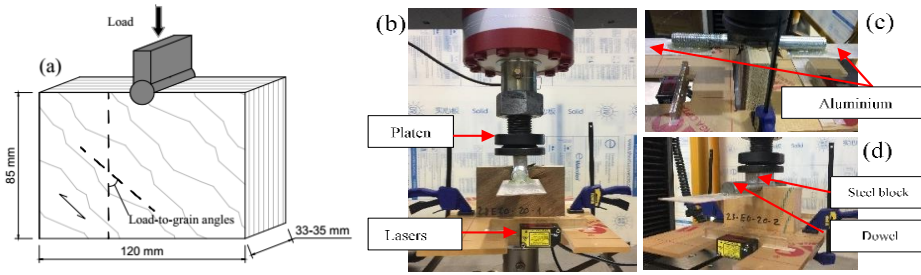 Load
(a)
85 mm
Load-to-grain angles
33-35 mm
120 mm
(b)
Platen
Lasers
(c)
Aluminium
(d)
Steel block
Dowel